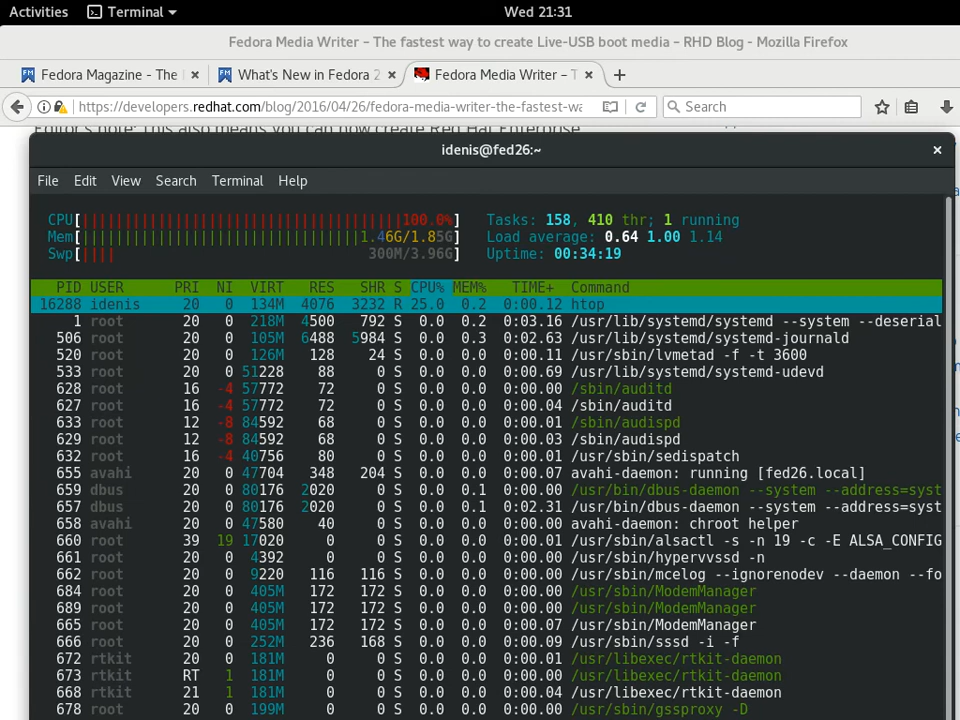 Activities Terminal Wed 21:31
Fedora Media Writer – The fastest way to create Live-USB boot media – RHD Blog - Mozilla Firefox
Fedora Magazine - The × What's New in Fedora 2 × Fedora Media Writer – T × +
https://developers.redhat.com/blog/2016/04/26/fedora-media-writer-the-fastest-wa Search
Editor's note: This also means you can now create Red Hat Enterprise
idenis@fed26:~ ×
File Edit View Search Terminal Help
CPU[||||||||||||||||||||||||||||||||||||||100.0%] Tasks: 158, 410 thr; 1 running
Mem[|||||||||||||||||||||||||||||||||1.46G/1.85G] Load average: 0.64 1.00 1.14
Swp[|||| 300M/3.96G] Uptime: 00:34:19
PID USER PRI NI VIRT RES SHR S CPU% MEM% TIME+ Command
16288 idenis 20 0 134M 4076 3232 R 25.0 0.2 0:00.12 htop
1 root 20 0 218M 4500 792 S 0.0 0.2 0:03.16 /usr/lib/systemd/systemd --system --deserial
506 root 20 0 105M 6488 5984 S 0.0 0.3 0:02.63 /usr/lib/systemd/systemd-journald
520 root 20 0 126M 128 24 S 0.0 0.0 0:00.11 /usr/sbin/lvmetad -f -t 3600
533 root 20 0 51228 88 0 S 0.0 0.0 0:00.69 /usr/lib/systemd/systemd-udevd
628 root 16 -4 57772 72 0 S 0.0 0.0 0:00.00 /sbin/auditd
627 root 16 -4 57772 72 0 S 0.0 0.0 0:00.04 /sbin/auditd
633 root 12 -8 84592 68 0 S 0.0 0.0 0:00.01 /sbin/audispd
629 root 12 -8 84592 68 0 S 0.0 0.0 0:00.03 /sbin/audispd
632 root 16 -4 40756 80 0 S 0.0 0.0 0:00.01 /usr/sbin/sedispatch
655 avahi 20 0 47704 348 204 S 0.0 0.0 0:00.07 avahi-daemon: running [fed26.local]
659 dbus 20 0 80176 2020 0 S 0.0 0.1 0:00.01 /usr/bin/dbus-daemon --system --address=syst
657 dbus 20 0 80176 2020 0 S 0.0 0.1 0:02.31 /usr/bin/dbus-daemon --system --address=syst
658 avahi 20 0 47580 40 0 S 0.0 0.0 0:00.00 avahi-daemon: chroot helper
660 root 39 19 17020 0 0 S 0.0 0.0 0:00.01 /usr/sbin/alsactl -s -n 19 -c -E ALSA_CONFIG
661 root 20 0 4392 0 0 S 0.0 0.0 0:00.00 /usr/sbin/hypervvssd -n
662 root 20 0 9220 116 116 S 0.0 0.0 0:00.01 /usr/sbin/mcelog --ignorenodev --daemon --fo
684 root 20 0 405M 172 172 S 0.0 0.0 0:00.00 /usr/sbin/ModemManager
689 root 20 0 405M 172 172 S 0.0 0.0 0:00.00 /usr/sbin/ModemManager
665 root 20 0 405M 172 172 S 0.0 0.0 0:00.07 /usr/sbin/ModemManager
666 root 20 0 252M 236 168 S 0.0 0.0 0:00.09 /usr/sbin/sssd -i -f
672 rtkit 20 0 181M 0 0 S 0.0 0.0 0:00.01 /usr/libexec/rtkit-daemon
673 rtkit RT 1 181M 0 0 S 0.0 0.0 0:00.00 /usr/libexec/rtkit-daemon
668 rtkit 21 1 181M 0 0 S 0.0 0.0 0:00.04 /usr/libexec/rtkit-daemon
678 root 20 0 199M 0 0 S 0.0 0.0 0:00.00 /usr/sbin/gssproxy -D